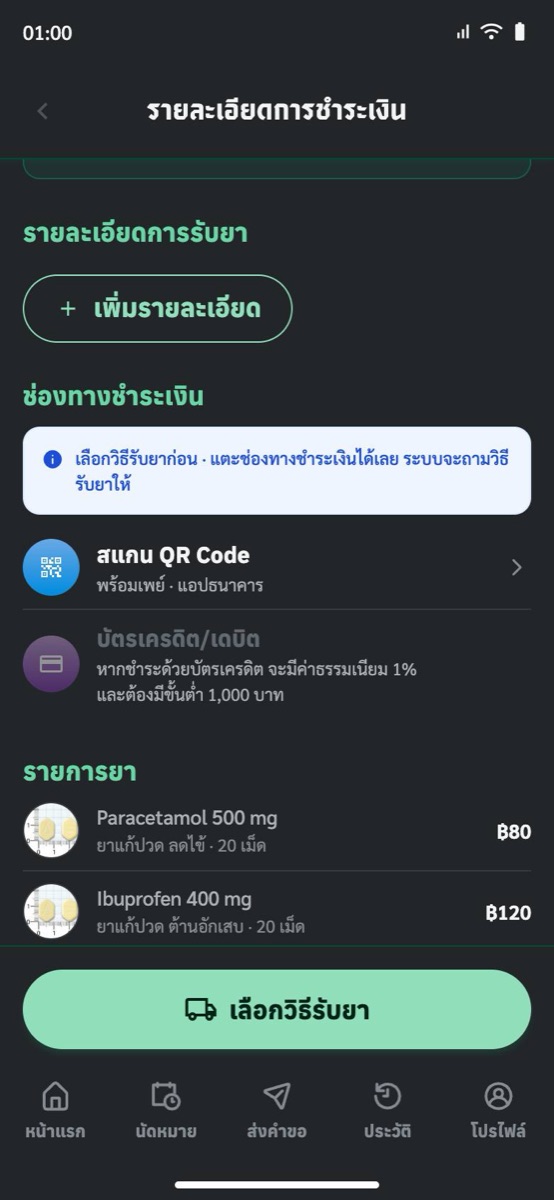 01:00
รายละเอียดการชำระเงิน
รายละเอียดการรับยา
+ เพิ่มรายละเอียด
ช่องทางชำระเงิน
เลือกวิธีรับยาก่อน · แตะช่องทางชำระเงินได้เลย ระบบจะถามวิธี
รับยาให้
สแกน QR Code
พร้อมเพย์ · แอปธนาคาร
บัตรเครดิต/เดบิต
หากชำระด้วยบัตรเครดิต จะมีค่าธรรมเนียม 1%
และต้องมีขั้นต่ำ 1,000 บาท
รายการยา
Paracetamol 500 mg
ยาแก้ปวด ลดไข้ · 20 เม็ด
฿80
Ibuprofen 400 mg
ยาแก้ปวด ต้านอักเสบ · 20 เม็ด
฿120
เลือกวิธีรับยา
หน้าแรก
นัดหมาย
ส่งคำขอ
ประวัติ
โปรไฟล์